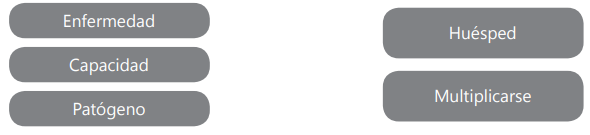 Enfermedad
Capacidad
Patógeno
Huésped
Multiplicarse